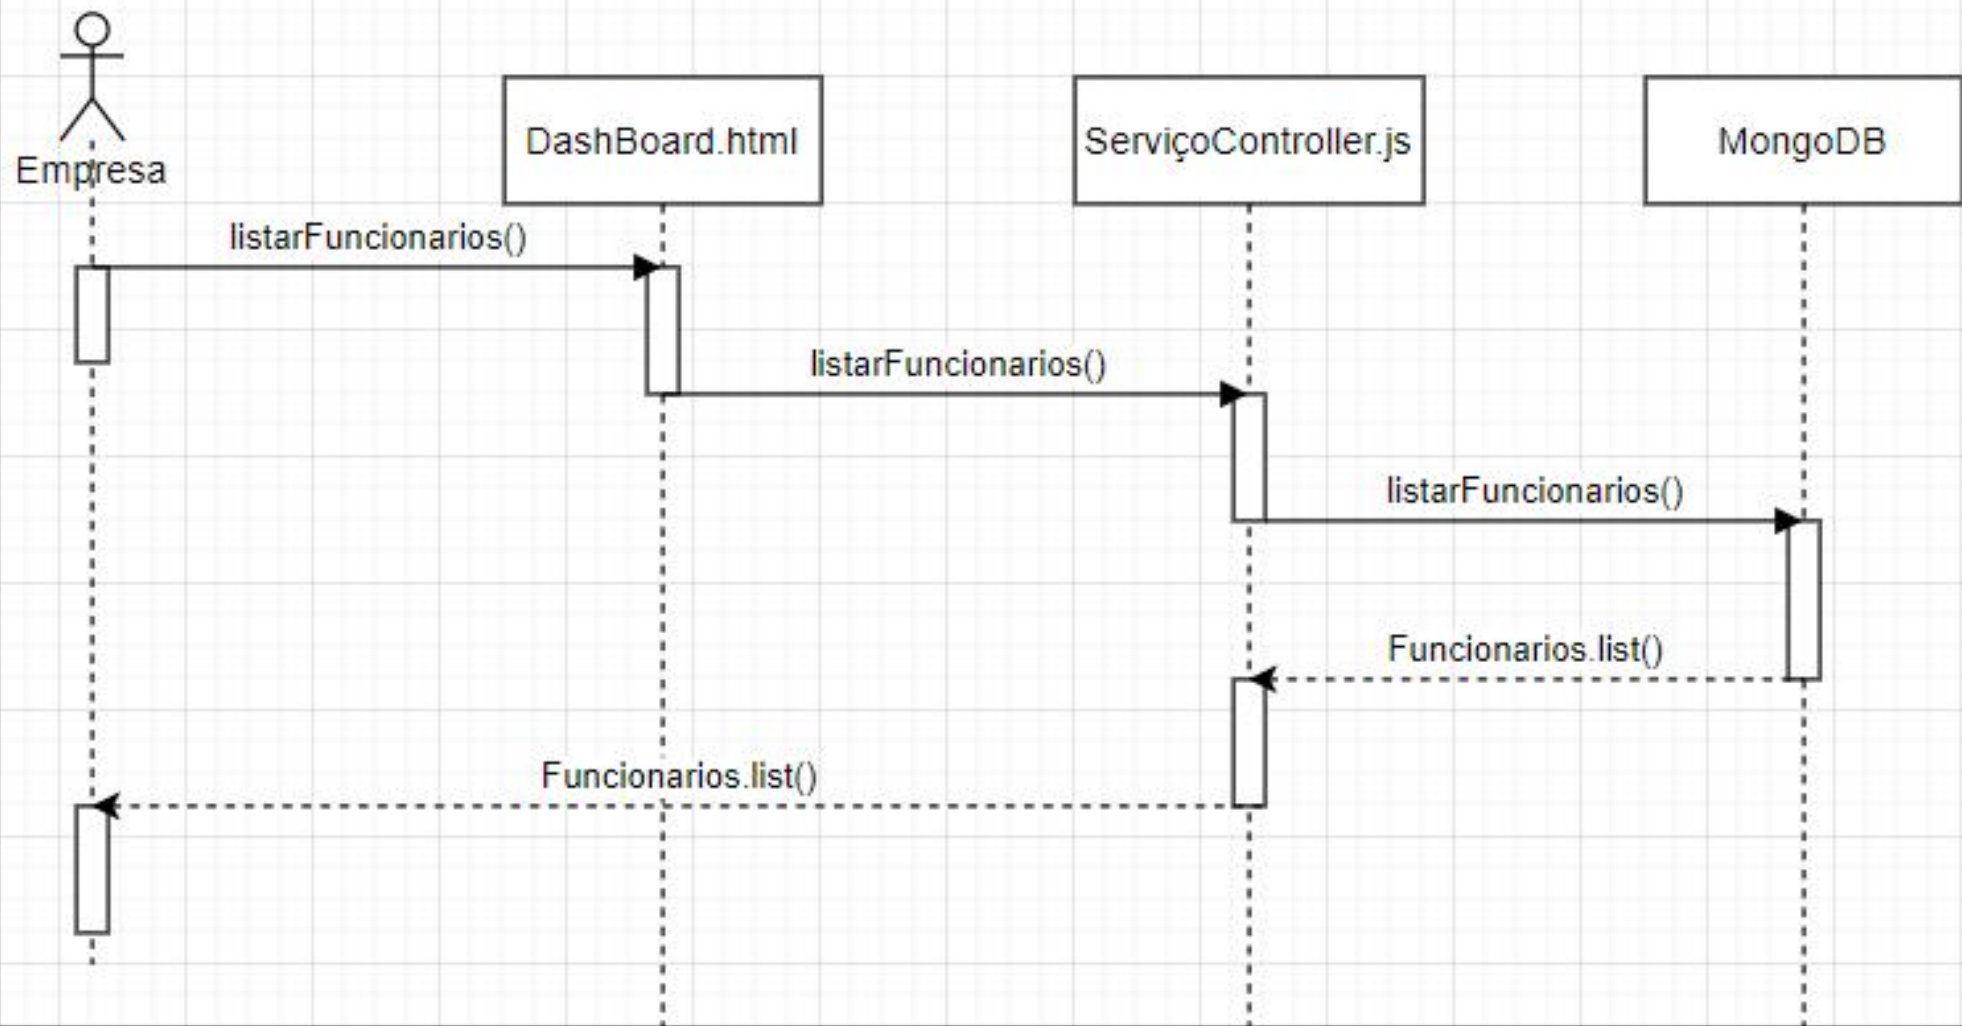 DashBoard.html
ServiçoController.js
MongoDB
Empresa
listarFuncionarios()
listarFuncionarios()
listarFuncionarios()
Funcionarios.list()
Funcionarios.list()